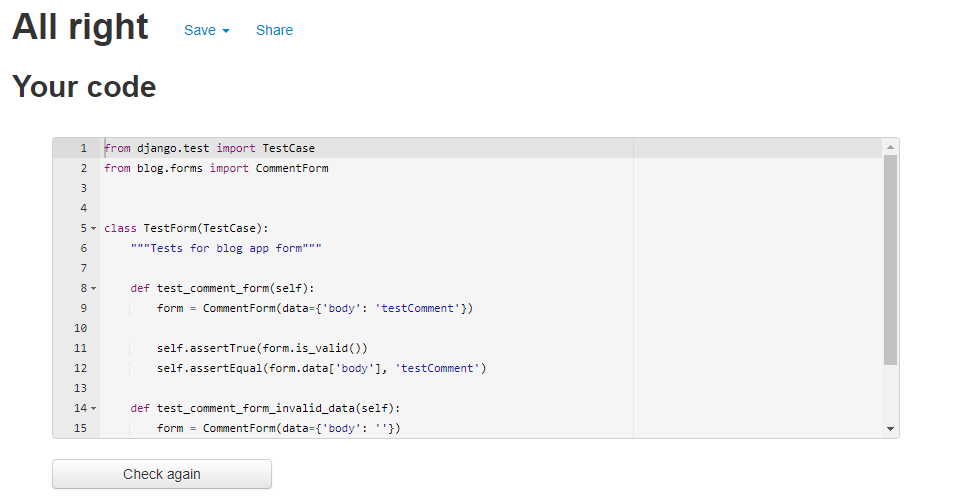 All right Save Share
Your code
1 from django.test import TestCase
2 from blog.forms import CommentForm
3
4
5 class TestForm(TestCase):
6 """Tests for blog app form"""
7
8 def test_comment_form(self):
9 form = CommentForm(data={'body': 'testComment'})
10
11 self.assertTrue(form.is_valid())
12 self.assertEqual(form.data['body'], 'testComment')
13
14 def test_comment_form_invalid_data(self):
15 form = CommentForm(data={'body': ''})
Check again